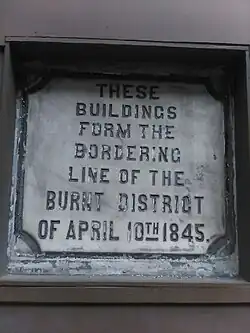 THESE
BUILDINGS
FORM THE
BORDERING
LINE OF THE
BURNT DISTRICT
OF APRIL 10TH 1845.